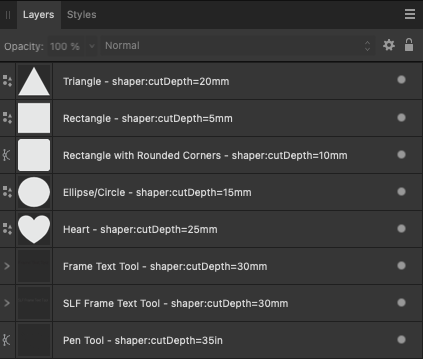 Layers Styles
Opacity: 100 % Normal
Triangle - shaper:cutDepth=20mm
Rectangle - shaper:cutDepth=5mm
Rectangle with Rounded Corners - shaper:cutDepth=10mm
Ellipse/Circle - shaper:cutDepth=15mm
Heart - shaper:cutDepth=25mm
Frame Text Tool - shaper:cutDepth=30mm
SLF Frame Text Tool - shaper:cutDepth=30mm
Pen Tool - shaper:cutDepth=35in